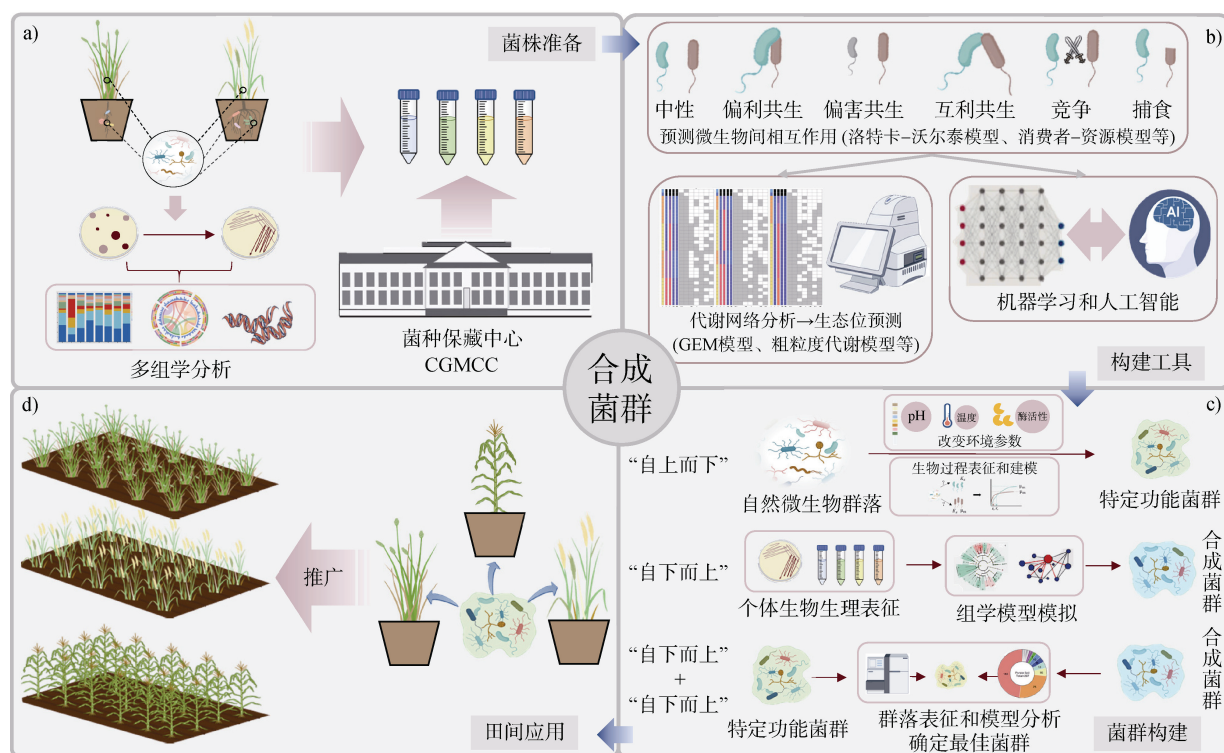 a)
菌株准备
菌种保藏中心
CGMCC
多组学分析
b)
中性
偏利共生
偏害共生
互利共生
竞争
捕食
预测微生物间相互作用 (洛特卡–沃尔泰模型、消费者–资源模型等)
代谢网络分析→生态位预测
(GEM模型、粗粒度代谢模型等)
AI
机器学习和人工智能
构建工具
合成
菌群
c)
“自上而下”
自然微生物群落
pH
温度
酶活性
改变环境参数
生物过程表征和建模
特定功能菌群
“自下而上”
个体生物生理表征
组学模型模拟
合成菌群
“自下而上”
+
“自下而上”
特定功能菌群
群落表征和模型分析
确定最佳菌群
合成菌群
菌群构建
d)
推广
田间应用